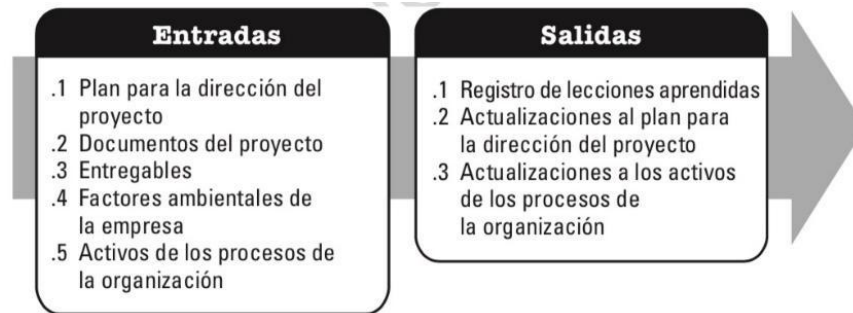 Entradas
.1 Plan para la dirección del
proyecto
.2 Documentos del proyecto
.3 Entregables
.4 Factores ambientales de
la empresa
.5 Activos de los procesos de
la organización
Salidas
.1 Registro de lecciones aprendidas
.2 Actualizaciones al plan para
la dirección del proyecto
.3 Actualizaciones a los activos
de los procesos de
la organización